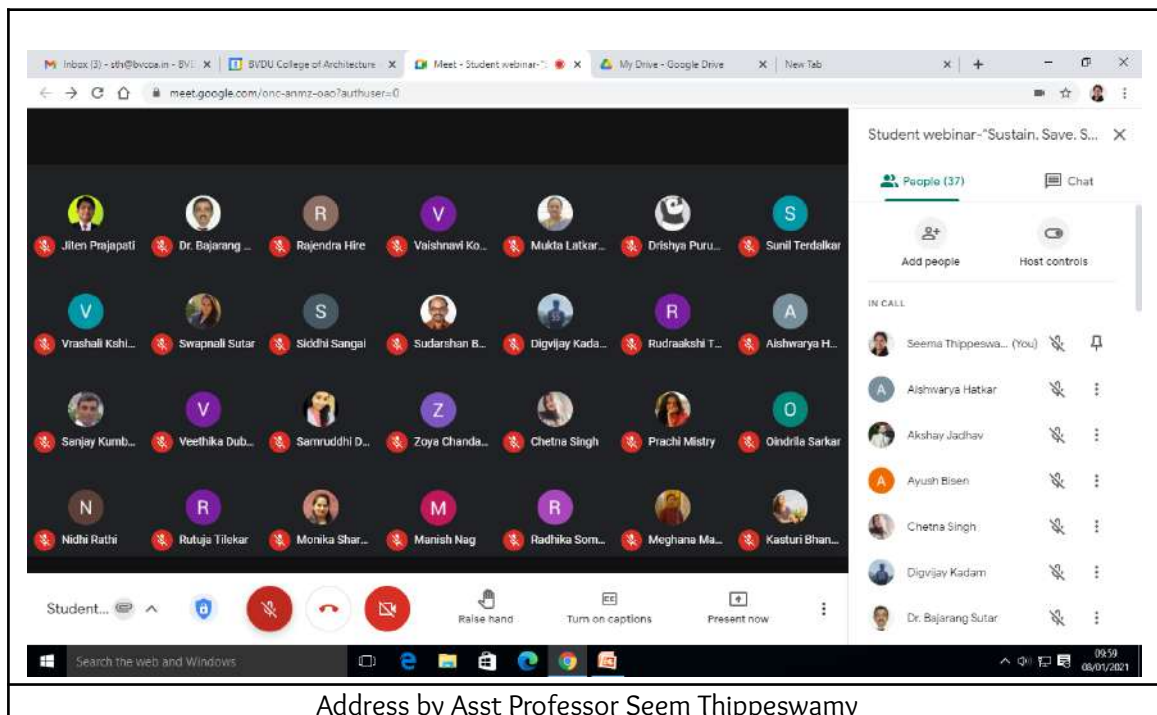 Inbox (3) - sth@bvcoa.in - BV
BVDU College of Architecture
Meet - Student webinar-"
My Drive - Google Drive
New Tab
meet.google.com/onc-anmz-oao?authuser=0
Student webinar-"Sustain. Save. S...
People (37)
Chat
Add people
Host controls
IN CALL
Seema Thippeswa... (You)
A Aishwarya Hatkar
Akshay Jadhav
A Ayush Bisen
Chetna Singh
Digvijay Kadam
Dr. Bajarang Sutar
R V S
Jiten Prajapati Dr. Bajarang ... Rajendra Hire Vaishnavi Ko... Mukta Latkar... Drishya Puru... Sunil Terdalkar
V S R A
Vrashali Kshi... Swapnali Sutar Siddhi Sangai Sudarshan B... Digvijay Kada... Rudraakshi T... Aishwarya H...
V Z O
Sanjay Kumb... Veethika Dub... Samruddhi D... Zoya Chanda... Chetna Singh Prachi Mistry Oindrila Sarkar
N R M R
Nidhi Rathi Rutuja Tilekar Monika Shar... Manish Nag Radhika Som... Meghana Ma... Kasturi Bhan...
Student...
Raise hand
CC
Turn on captions
Present now
Search the web and Windows
09:59
08/01/2021
Address by Asst Professor Seem Thippeswamy